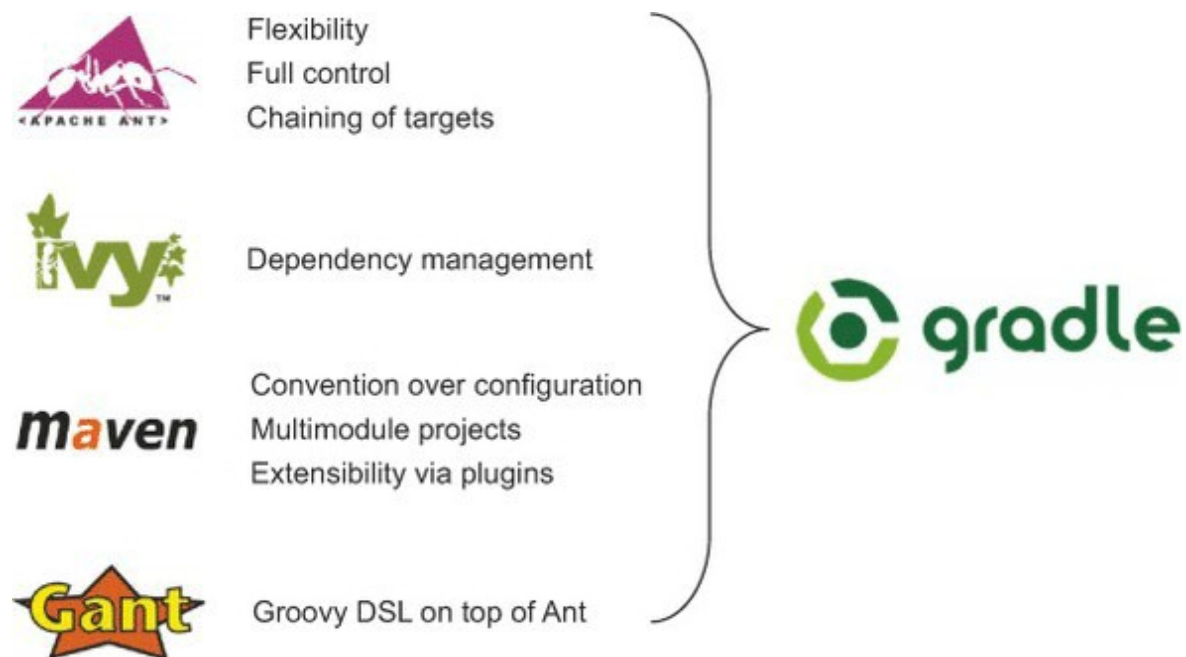 Flexibility
Full control
<APACHE ANT>
Chaining of targets
ivy
TM
Dependency management
gradle
Convention over configuration
maven
Multimodule projects
Extensibility via plugins
Gant
Groovy DSL on top of Ant